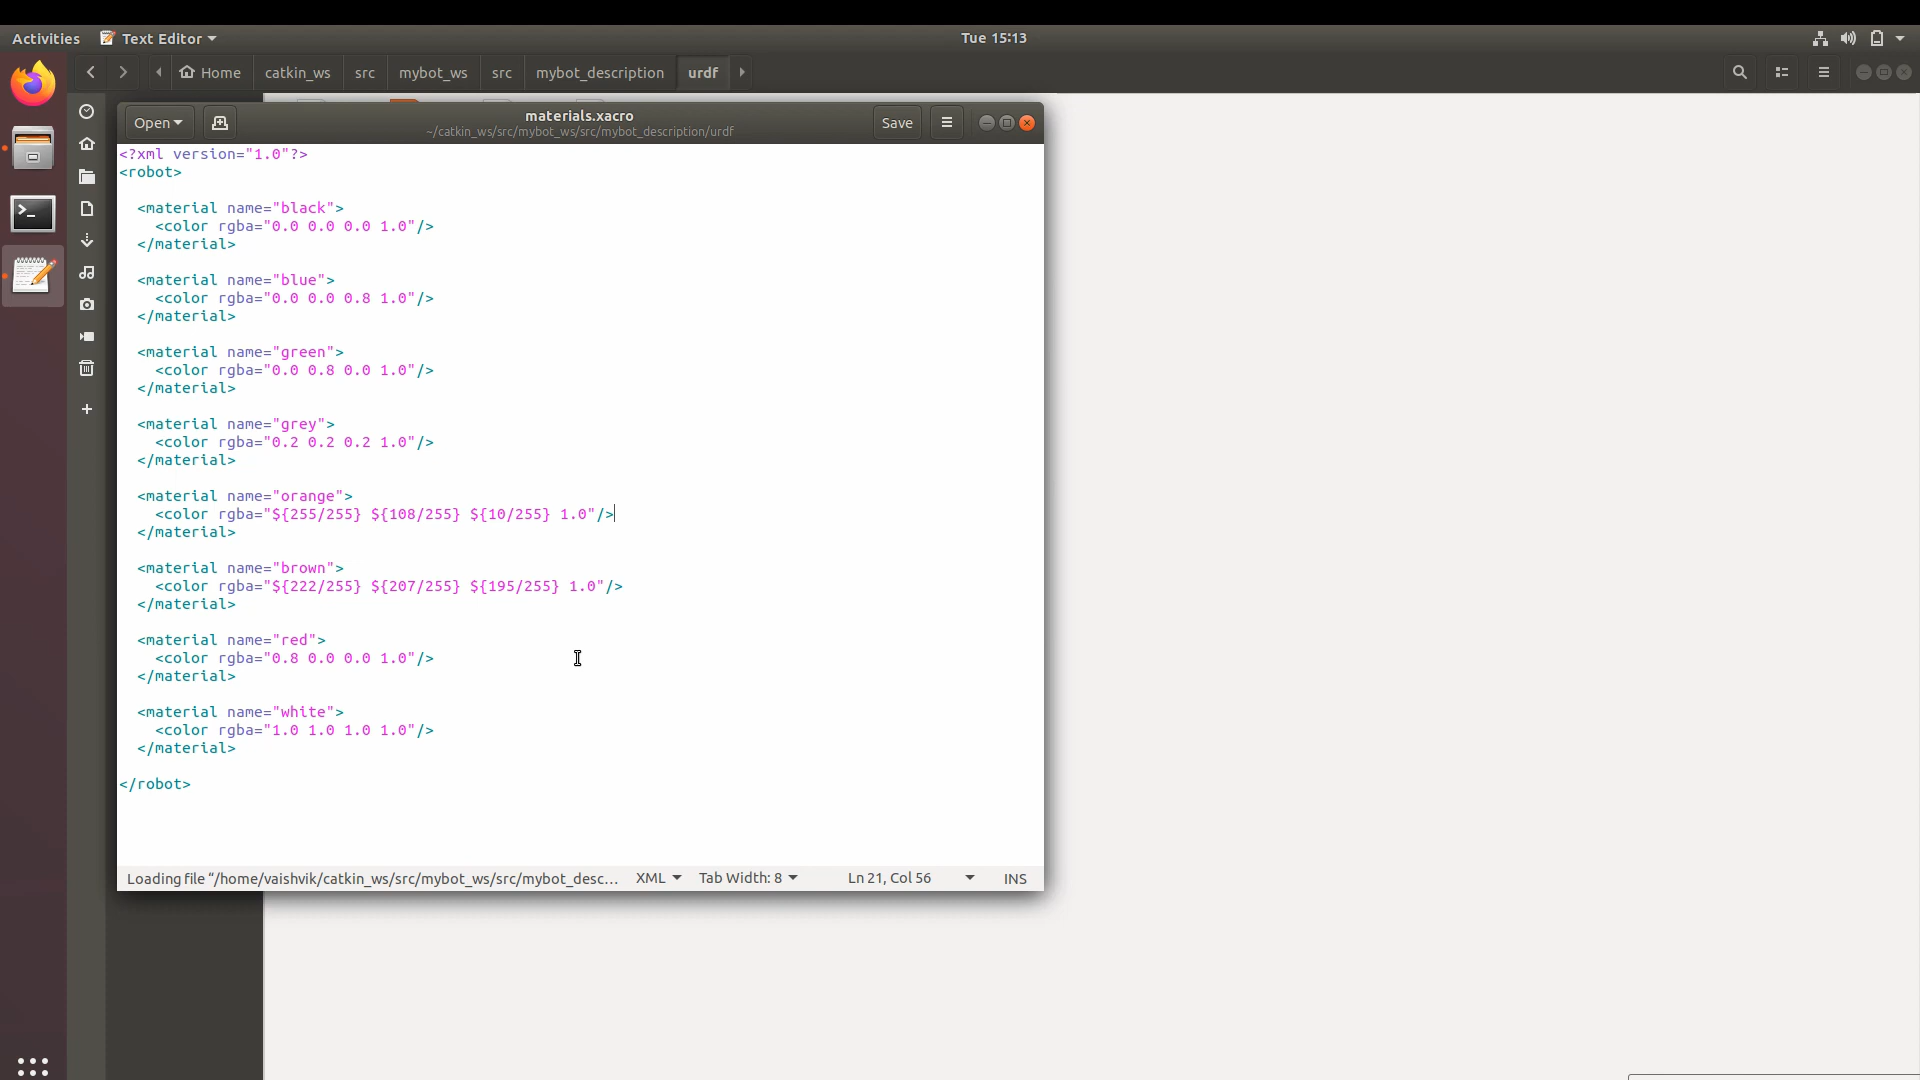 Activities Text Editor Tue 15:13
Home catkin_ws src mybot_ws src mybot_description urdf
Open materials.xacro Save
~/catkin_ws/src/mybot_ws/src/mybot_description/urdf
<?xml version="1.0"?>
<robot>
<material name="black">
<color rgba="0.0 0.0 0.0 1.0"/>
</material>
<material name="blue">
<color rgba="0.0 0.0 0.8 1.0"/>
</material>
<material name="green">
<color rgba="0.0 0.8 0.0 1.0"/>
</material>
<material name="grey">
<color rgba="0.2 0.2 0.2 1.0"/>
</material>
<material name="orange">
<color rgba="${255/255} ${108/255} ${10/255} 1.0"/>
</material>
<material name="brown">
<color rgba="${222/255} ${207/255} ${195/255} 1.0"/>
</material>
<material name="red">
<color rgba="0.8 0.0 0.0 1.0"/>
</material>
<material name="white">
<color rgba="1.0 1.0 1.0 1.0"/>
</material>
</robot>
Loading file “/home/vaishvik/catkin_ws/src/mybot_ws/src/mybot_desc… XML Tab Width: 8 Ln 21, Col 56 INS